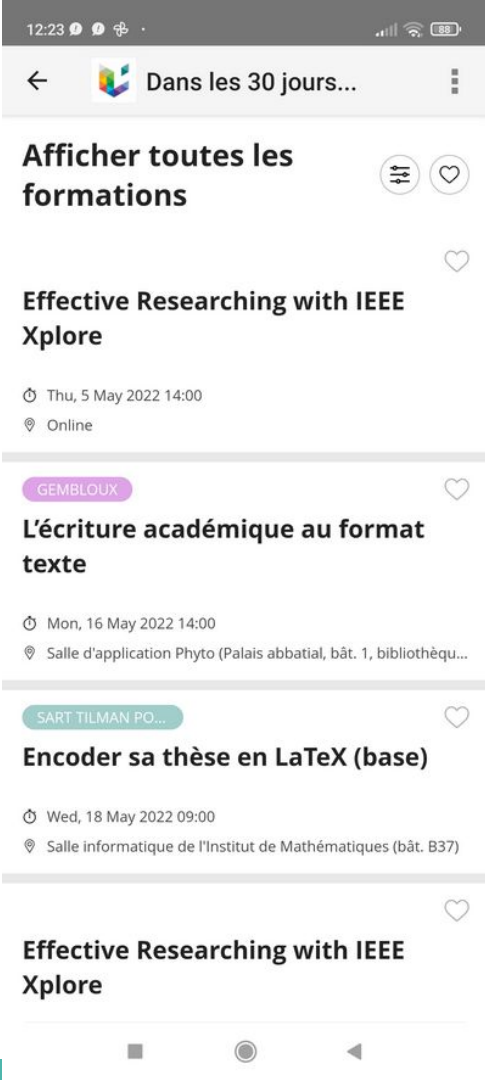 12:23
88
Dans les 30 jours...
Afficher toutes les
formations
Effective Researching with IEEE
Xplore
Thu, 5 May 2022 14:00
Online
GEMBLOUX
L’écriture académique au format
texte
Mon, 16 May 2022 14:00
Salle d'application Phyto (Palais abbatial, bât. 1, bibliothèqu...
SART TILMAN PO...
Encoder sa thèse en LaTeX (base)
Wed, 18 May 2022 09:00
Salle informatique de l'Institut de Mathématiques (bât. B37)
Effective Researching with IEEE
Xplore